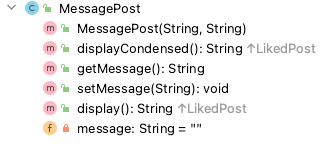 MessagePost
MessagePost(String, String)
displayCondensed(): String ↑LikedPost
getMessage(): String
setMessage(String): void
display(): String ↑LikedPost
message: String = ""